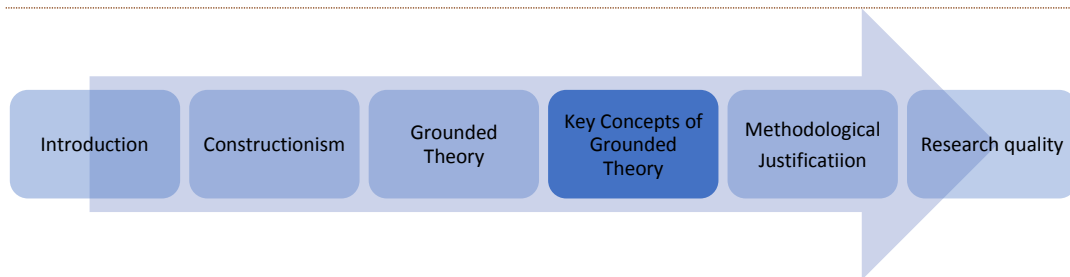 Introduction
Constructionism
Grounded
Theory
Key Concepts of
Grounded
Theory
Methodological
Justificatiion
Research quality